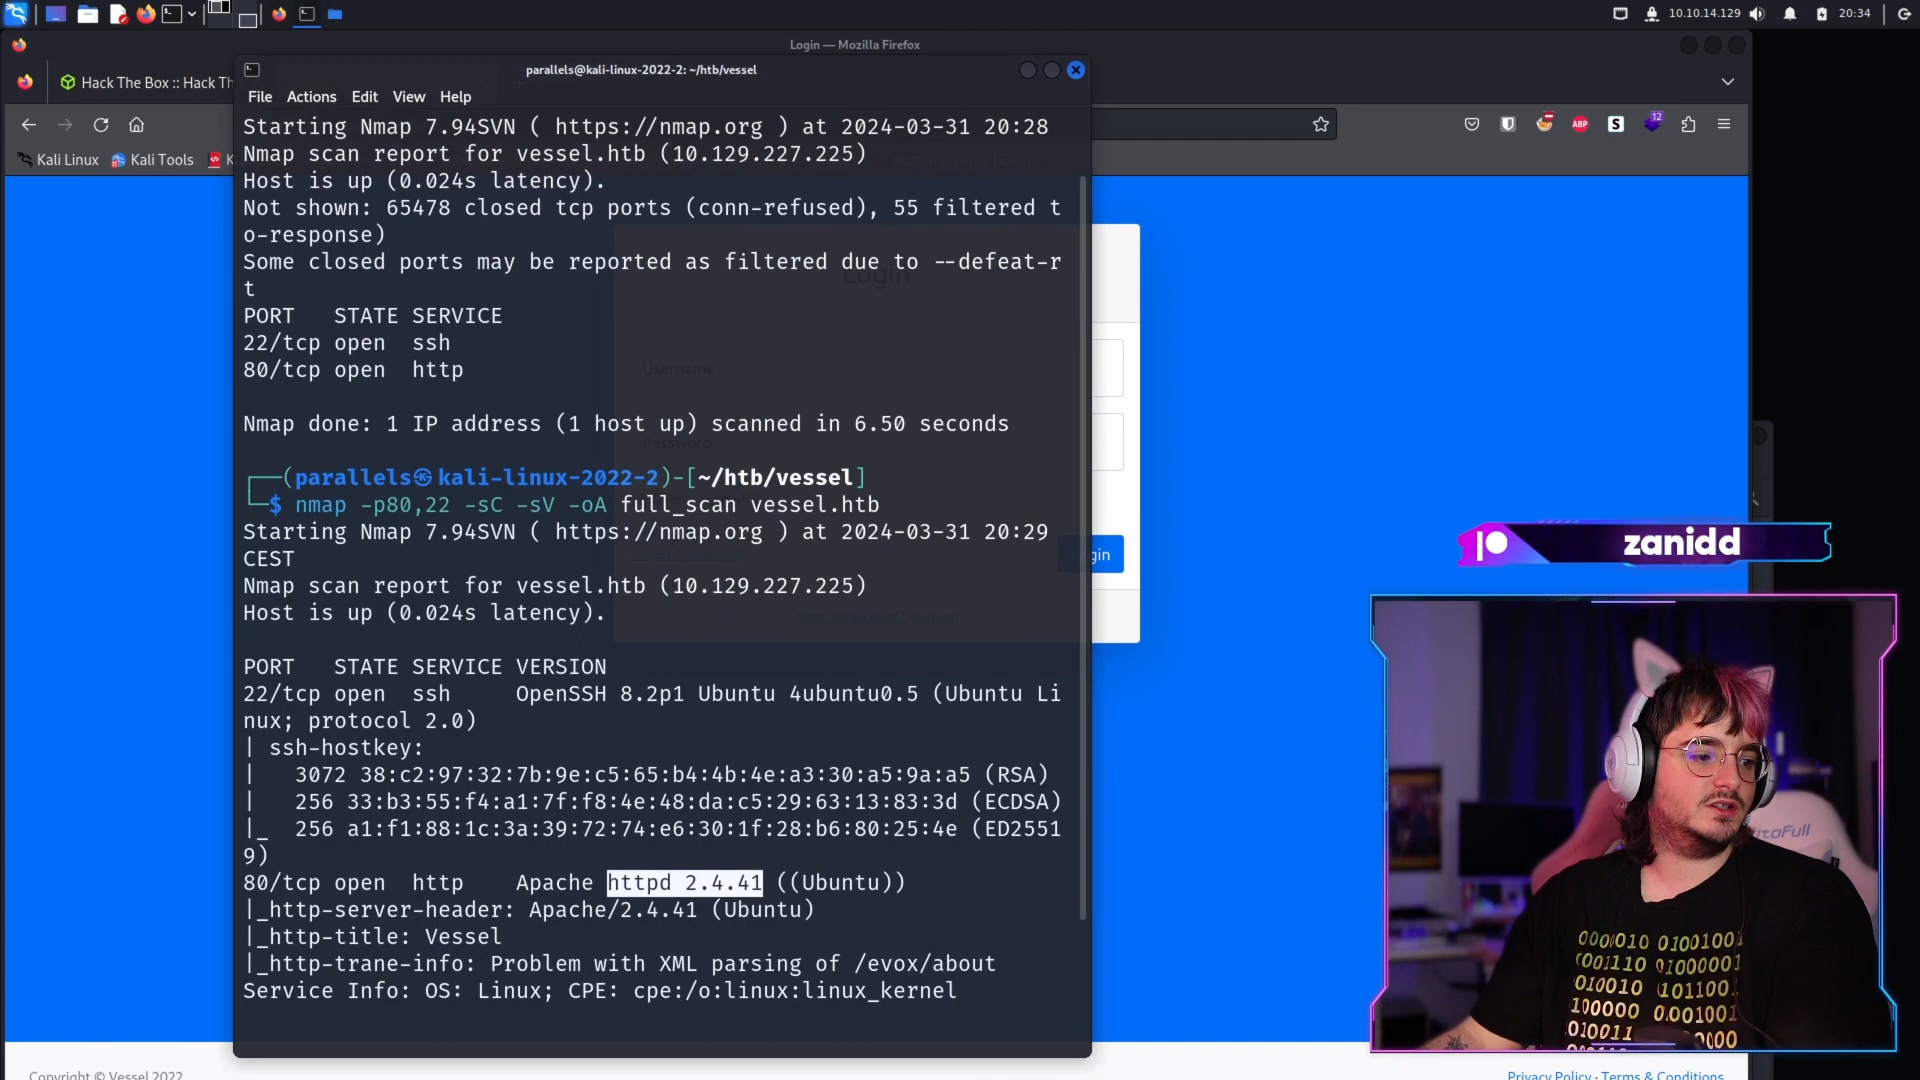 10.10.14.129
20:34
Login — Mozilla Firefox
Hack The Box :: Hack Th
parallels@kali-linux-2022-2: ~/htb/vessel
File Actions Edit View Help
Kali Linux
Kali Tools
ABP
S
12
Starting Nmap 7.94SVN ( https://nmap.org ) at 2024-03-31 20:28
Nmap scan report for vessel.htb (10.129.227.225)
Host is up (0.024s latency).
Not shown: 65478 closed tcp ports (conn-refused), 55 filtered t
o-response)
Some closed ports may be reported as filtered due to --defeat-r
t
PORT   STATE SERVICE
22/tcp open  ssh
80/tcp open  http
Nmap done: 1 IP address (1 host up) scanned in 6.50 seconds
┌──(parallels㉿kali-linux-2022-2)-[~/htb/vessel]
└─$ nmap -p80,22 -sC -sV -oA full_scan vessel.htb
Starting Nmap 7.94SVN ( https://nmap.org ) at 2024-03-31 20:29
CEST
Nmap scan report for vessel.htb (10.129.227.225)
Host is up (0.024s latency).
PORT   STATE SERVICE VERSION
22/tcp open  ssh     OpenSSH 8.2p1 Ubuntu 4ubuntu0.5 (Ubuntu Li
nux; protocol 2.0)
| ssh-hostkey:
|   3072 38:c2:97:32:7b:9e:c5:65:b4:4b:4e:a3:30:a5:9a:a5 (RSA)
|   256 33:b3:55:f4:a1:7f:f8:4e:48:da:c5:29:63:13:83:3d (ECDSA)
|_  256 a1:f1:88:1c:3a:39:72:74:e6:30:1f:28:b6:80:25:4e (ED2551
9)
80/tcp open  http    Apache httpd 2.4.41 ((Ubuntu))
|_http-server-header: Apache/2.4.41 (Ubuntu)
|_http-title: Vessel
|_http-trane-info: Problem with XML parsing of /evox/about
Service Info: OS: Linux; CPE: cpe:/o:linux:linux_kernel
Login
Username
Password
gin
zanidd
Copyright © Vessel 2022
Privacy Policy · Terms & Conditions